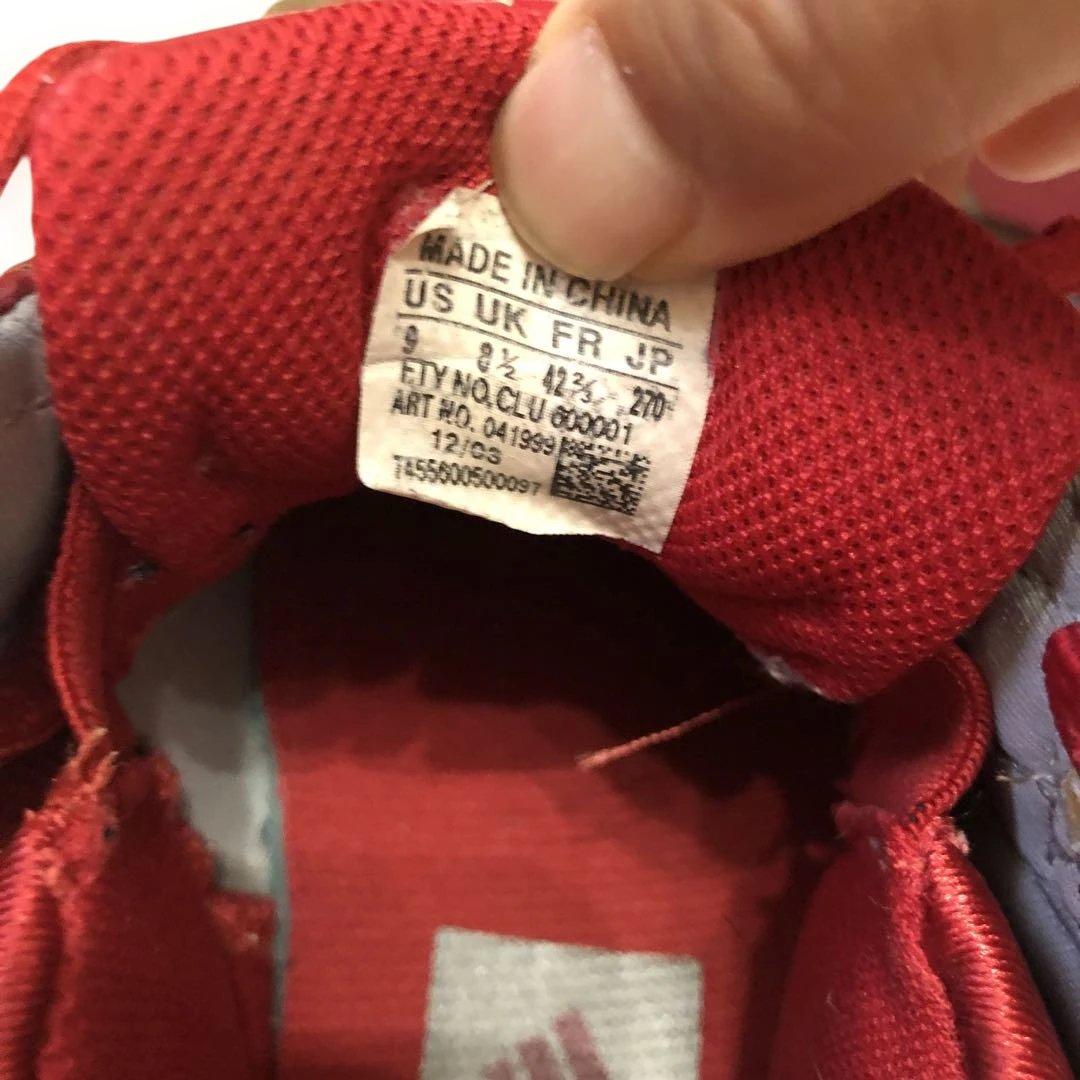 MADE IN CHINA
US UK FR JP
9 8½ 42⅔ 270
FTY NO.CLU 600001
ART NO. 041999
12/03
T455600500097